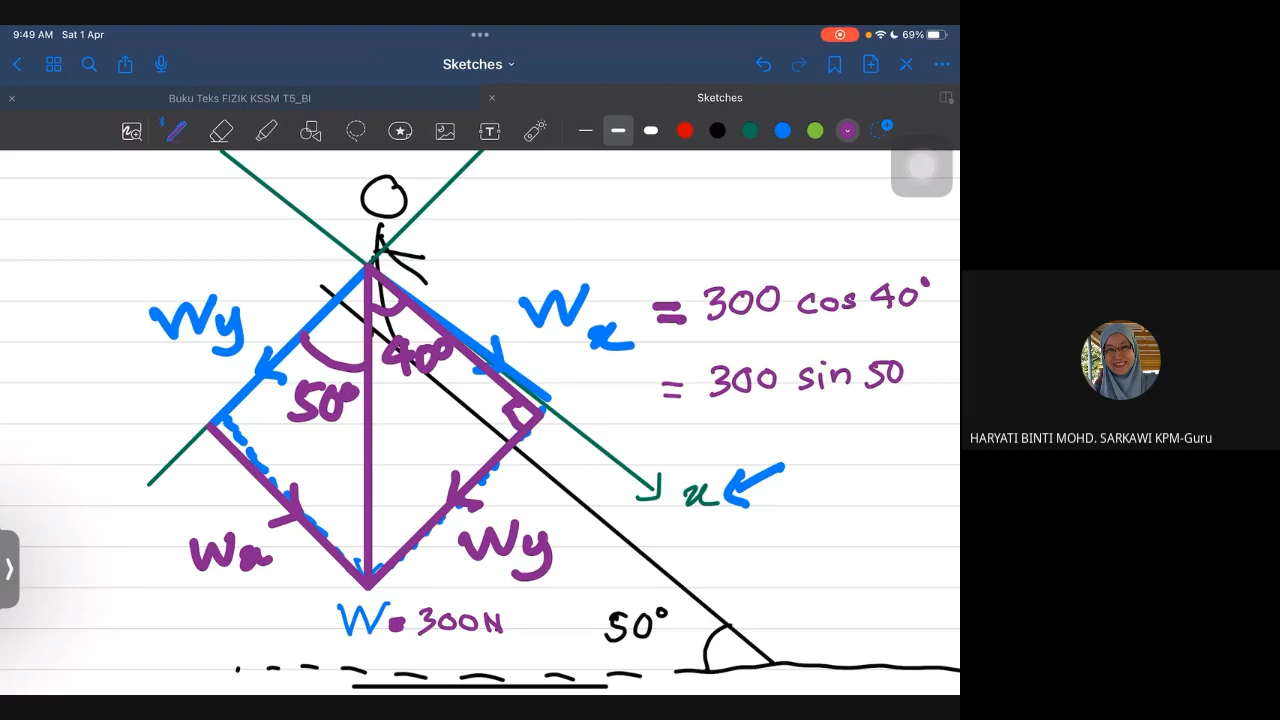 9:49 AM Sat 1 Apr
69%
Sketches
Buku Teks FIZIK KSSM T5_BI
Sketches
Wy
Wx
= 300 cos 40°
= 300 sin 50
40°
50°
x
Wx
Wy
W = 300N
50°
HARYATI BINTI MOHD. SARKAWI KPM-Guru